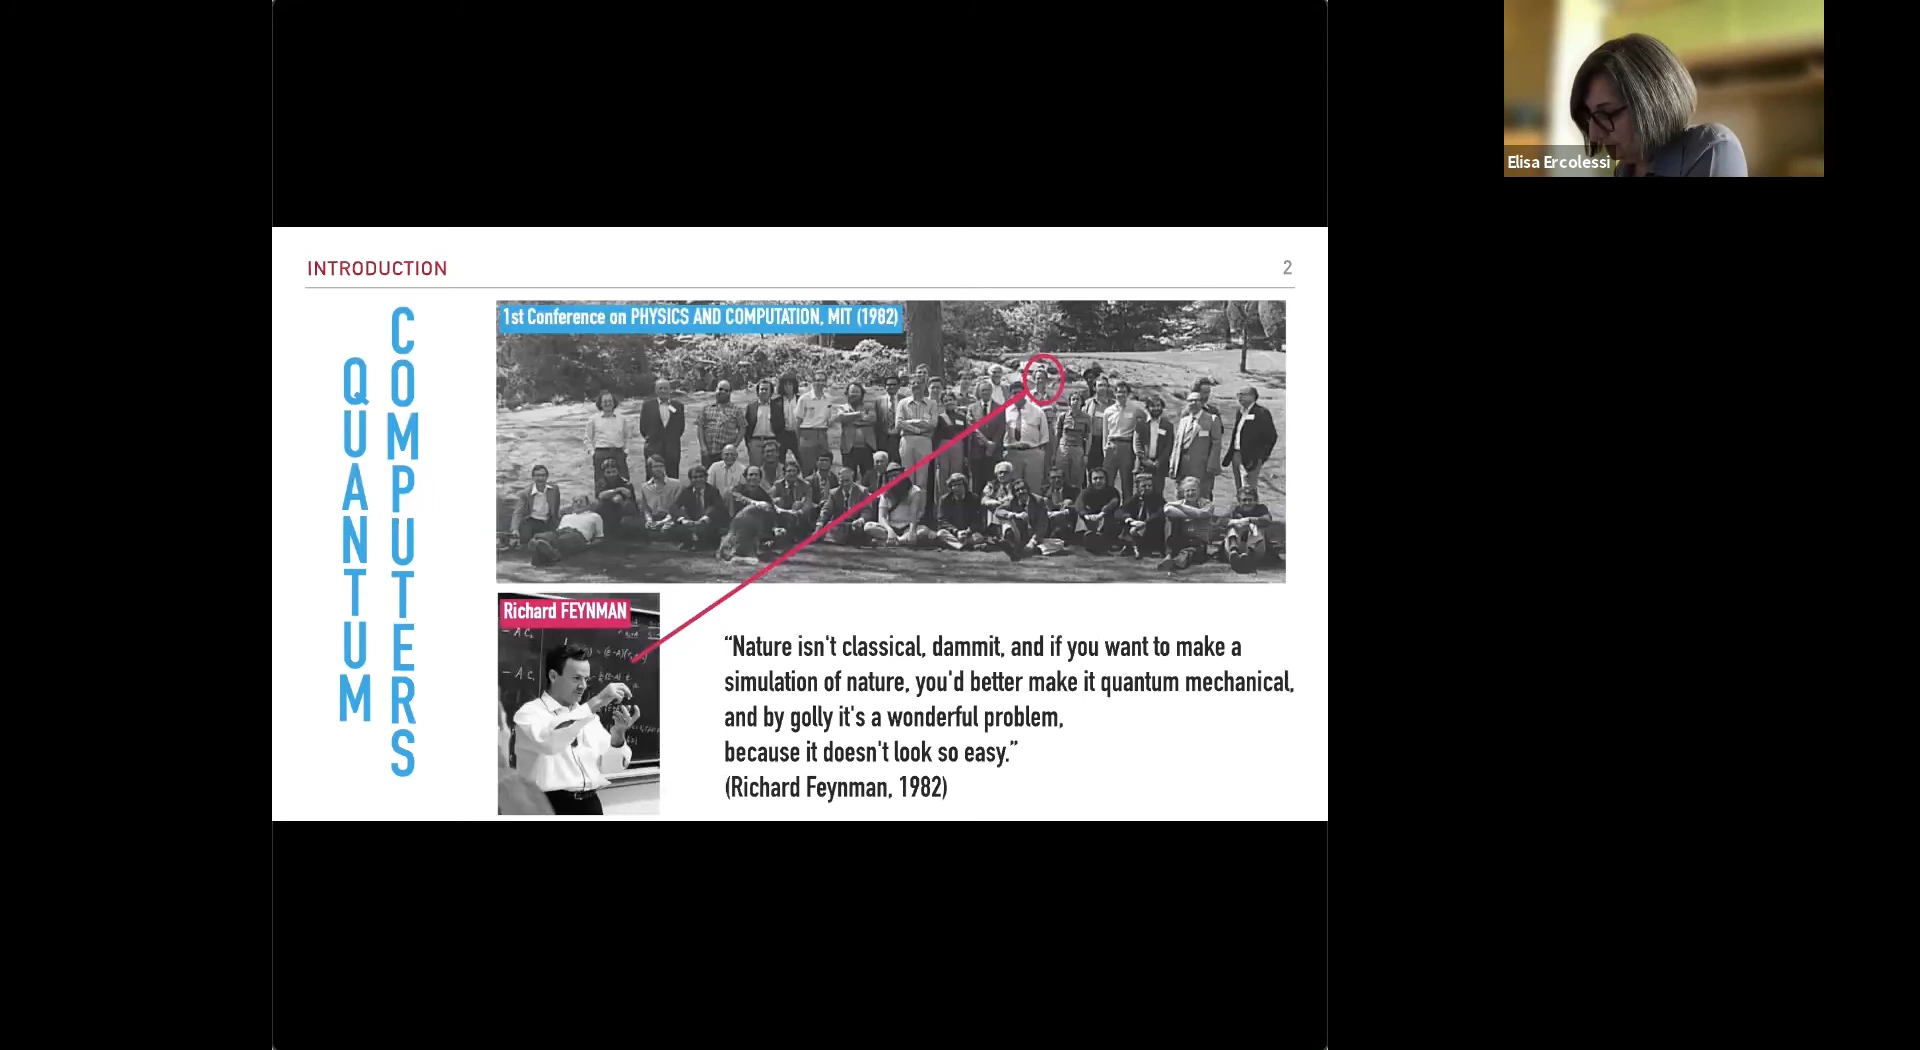 Elisa Ercolessi
INTRODUCTION
2
QUANTUM
COMPUTERS
1st Conference on PHYSICS AND COMPUTATION, MIT (1982)
Richard FEYNMAN
“Nature isn't classical, dammit, and if you want to make a
simulation of nature, you'd better make it quantum mechanical,
and by golly it's a wonderful problem,
because it doesn't look so easy.”
(Richard Feynman, 1982)